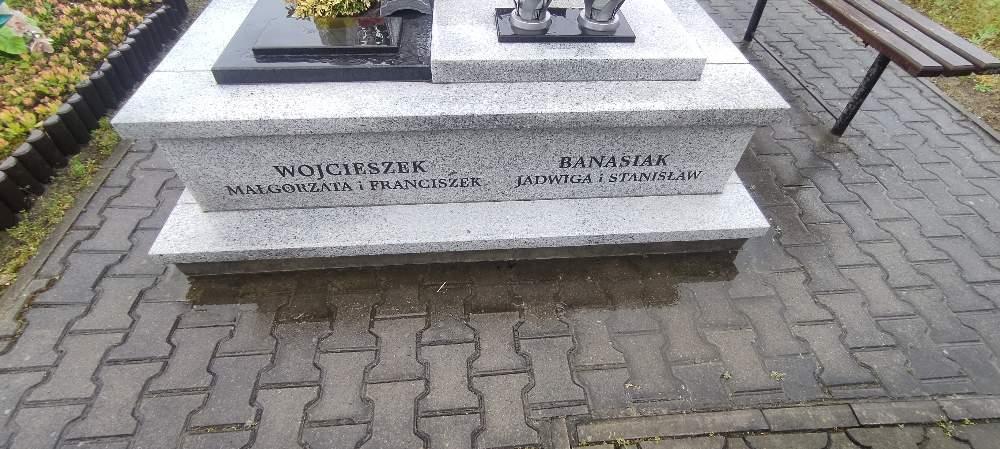 WOJCIESZEK
MAŁGORZATA i FRANCISZEK
BANASIAK
JADWIGA i STANISŁAW